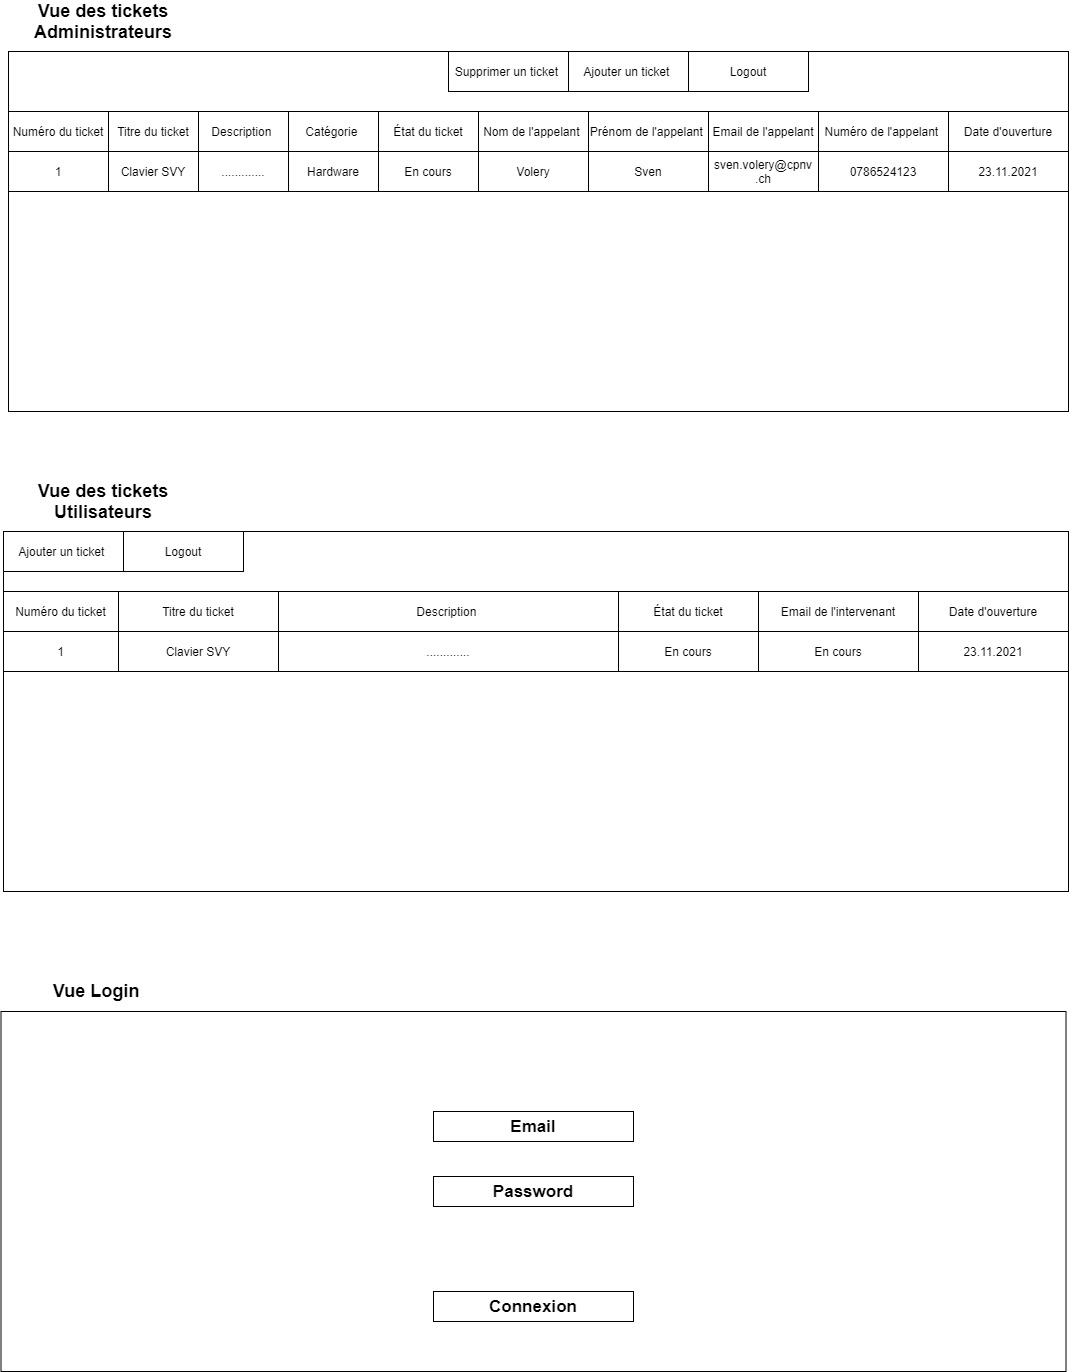 Vue des tickets
Administrateurs
Supprimer un ticket Ajouter un ticket Logout
Numéro du ticket Titre du ticket Description Catégorie État du ticket Nom de l'appelant Prénom de l'appelant Email de l'appelant Numéro de l'appelant Date d'ouverture
1 Clavier SVY ............. Hardware En cours Volery Sven sven.volery@cpnv
.ch 0786524123 23.11.2021
Vue des tickets
Utilisateurs
Ajouter un ticket Logout
Numéro du ticket Titre du ticket Description État du ticket Email de l'intervenant Date d'ouverture
1 Clavier SVY ............. En cours En cours 23.11.2021
Vue Login
Email
Password
Connexion